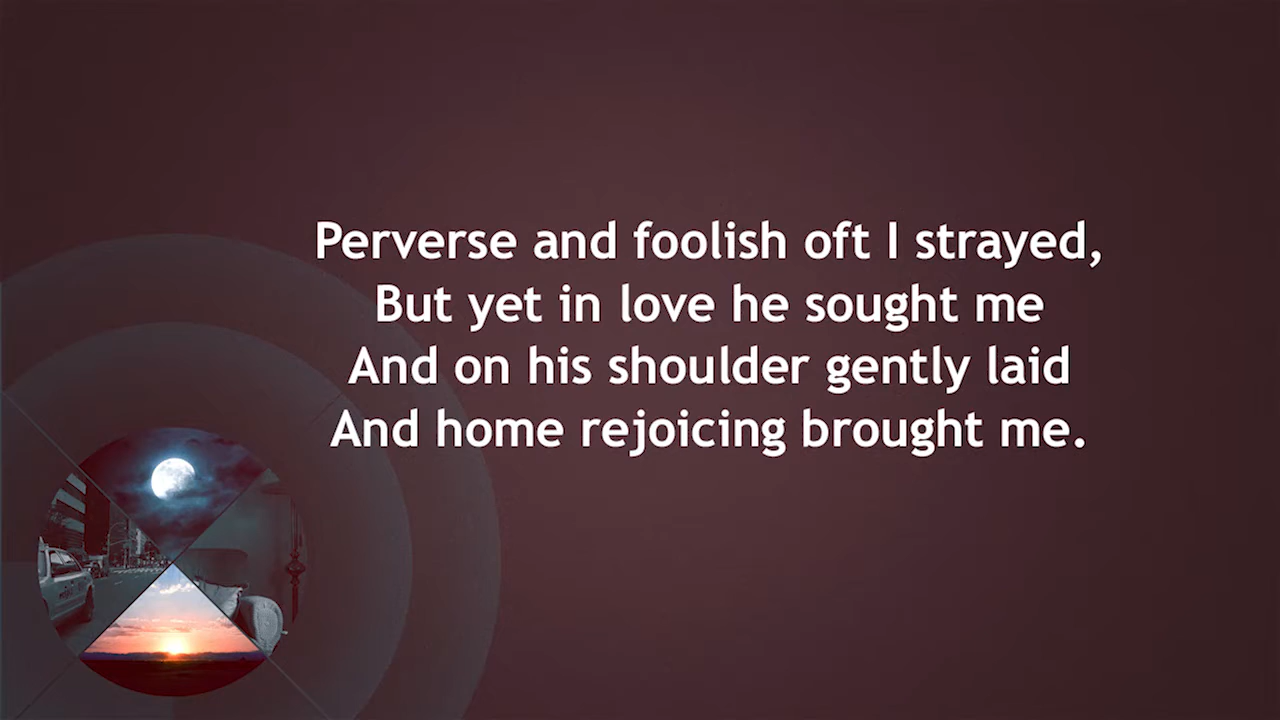 Perverse and foolish oft I strayed,
But yet in love he sought me
And on his shoulder gently laid
And home rejoicing brought me.